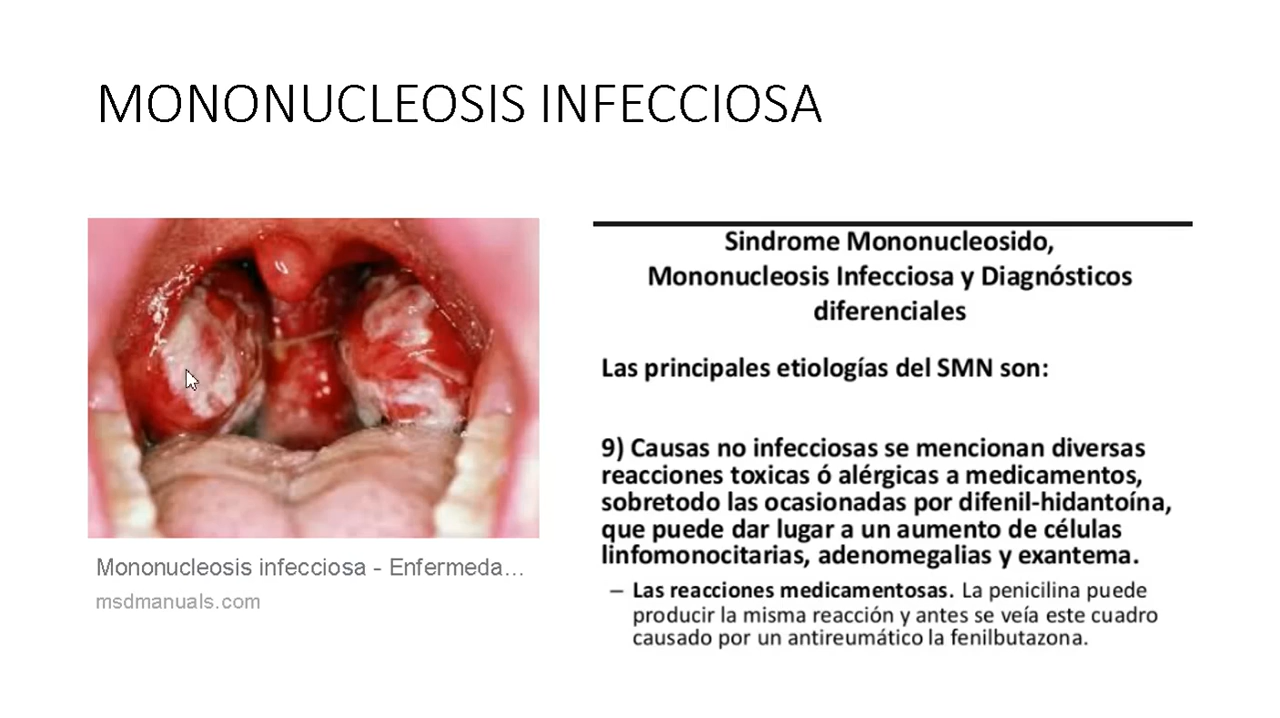 MONONUCLEOSIS INFECCIOSA
Mononucleosis infecciosa - Enfermeda...
msdmanuals.com
Sindrome Mononucleosido,
Mononucleosis Infecciosa y Diagnósticos
diferenciales
Las principales etiologías del SMN son:
9) Causas no infecciosas se mencionan diversas
reacciones toxicas ó alérgicas a medicamentos,
sobretodo las ocasionadas por difenil-hidantoína,
que puede dar lugar a un aumento de células
linfomonocitarias, adenomegalias y exantema.
– Las reacciones medicamentosas. La penicilina puede
producir la misma reacción y antes se veía este cuadro
causado por un antireumático la fenilbutazona.